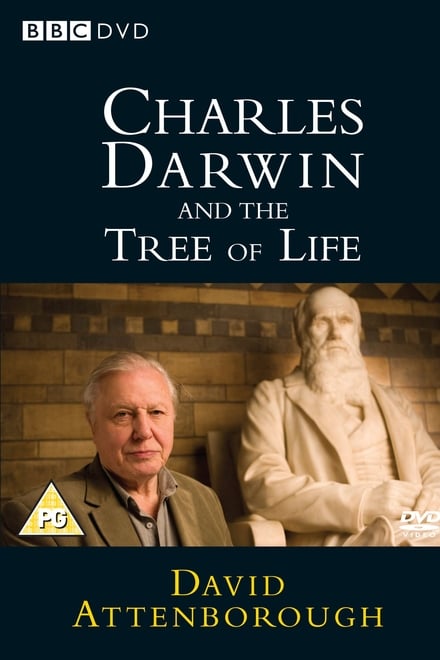 BBC DVD
CHARLES
DARWIN
AND THE
TREE OF LIFE
PG
DVD
VIDEO
DAVID
ATTENBOROUGH